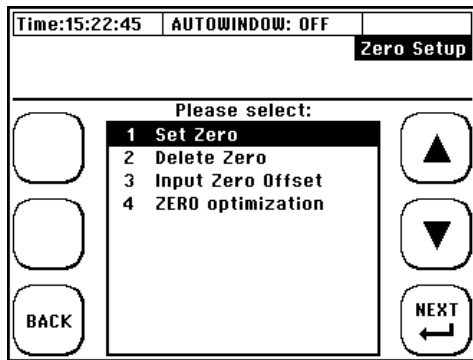 Time:15:22:45 AUTOWINDOW: OFF
Zero Setup
Please select:
1 Set Zero
2 Delete Zero
3 Input Zero Offset
4 ZERO optimization
BACK
NEXT